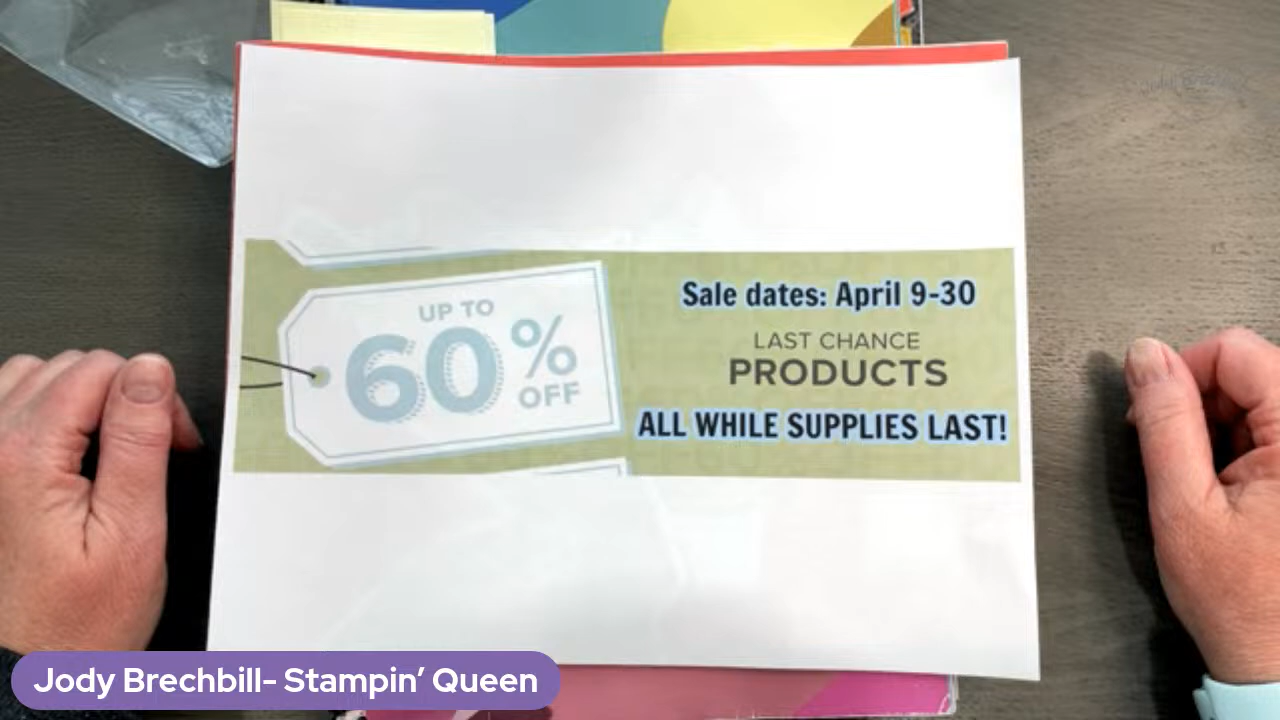 Sale dates: April 9-30
UP TO
60%
OFF
LAST CHANCE
PRODUCTS
ALL WHILE SUPPLIES LAST!
Jody Brechbill- Stampin' Queen